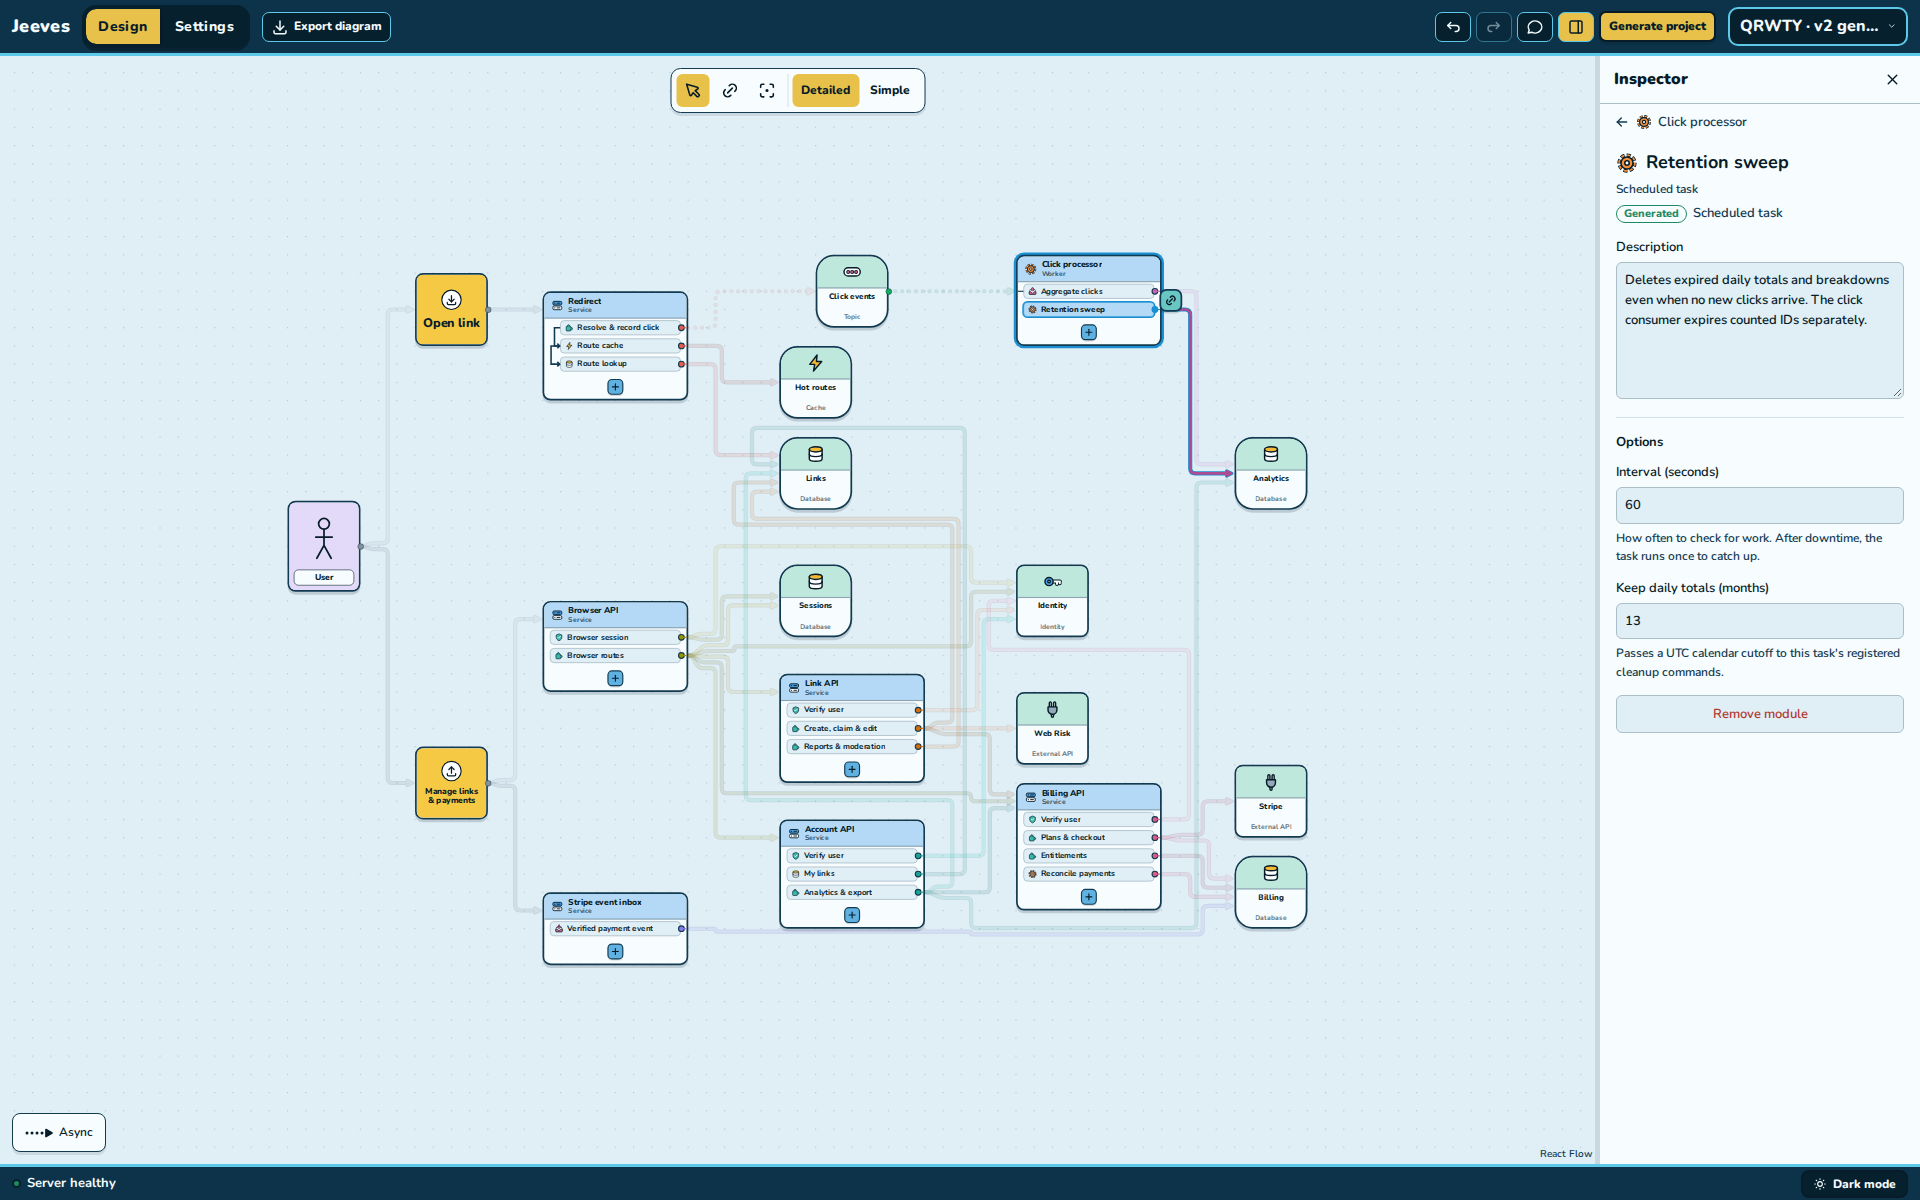 Jeeves
Design
Settings
Export diagram
Generate project
QRWTY · v2 gen...
Detailed
Simple
Inspector
Click processor
Retention sweep
Scheduled task
Generated
Scheduled task
Description
Deletes expired daily totals and breakdowns
even when no new clicks arrive. The click
consumer expires counted IDs separately.
Options
Interval (seconds)
60
How often to check for work. After downtime, the
task runs once to catch up.
Keep daily totals (months)
13
Passes a UTC calendar cutoff to this task's registered
cleanup commands.
Remove module
User
Open link
Manage links
& payments
Redirect
Service
Resolve & record click
Route cache
Route lookup
Browser API
Service
Browser session
Browser routes
Stripe event inbox
Service
Verified payment event
Click events
Topic
Hot routes
Cache
Links
Database
Sessions
Database
Link API
Service
Verify user
Create, claim & edit
Reports & moderation
Account API
Service
Verify user
My links
Analytics & export
Click processor
Worker
Aggregate clicks
Retention sweep
Identity
Identity
Web Risk
External API
Billing API
Service
Verify user
Plans & checkout
Entitlements
Reconcile payments
Analytics
Database
Stripe
External API
Billing
Database
Async
React Flow
Server healthy
Dark mode